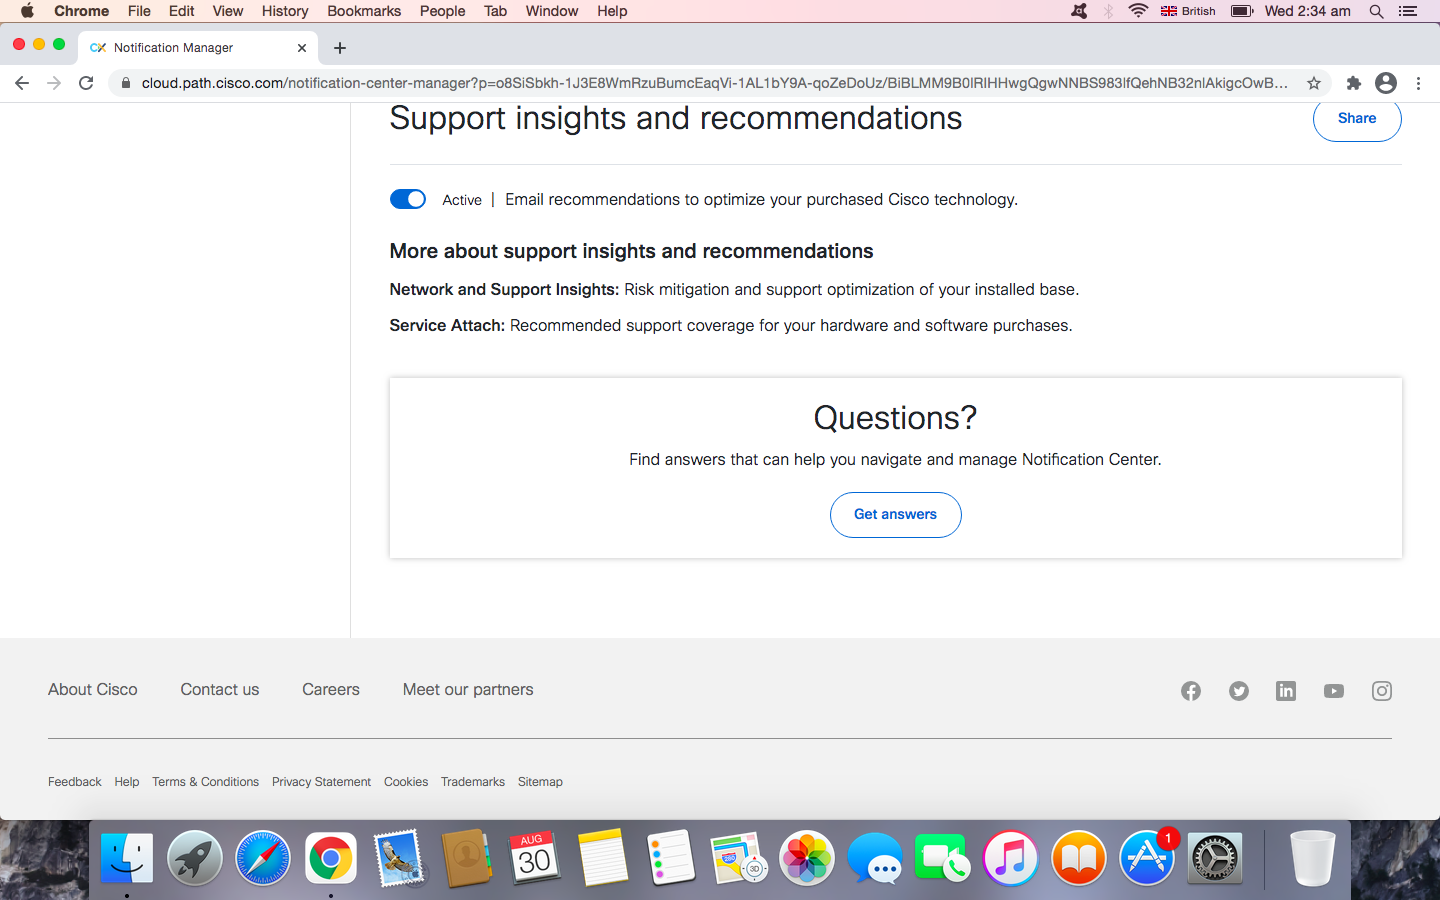 Chrome File Edit View History Bookmarks People Tab Window Help British Wed 2:34 am
CX Notification Manager
cloud.path.cisco.com/notification-center-manager?p=o8SiSbkh-1J3E8WmRzuBumcEaqVi-1AL1bY9A-qoZeDoUz/BiBLMM9B0lRlHHwgQgwNNBS983lfQehNB32nlAkigcOwB...
Support insights and recommendations
Share
Active | Email recommendations to optimize your purchased Cisco technology.
More about support insights and recommendations
Network and Support Insights: Risk mitigation and support optimization of your installed base.
Service Attach: Recommended support coverage for your hardware and software purchases.
Questions?
Find answers that can help you navigate and manage Notification Center.
Get answers
About Cisco Contact us Careers Meet our partners
Feedback Help Terms & Conditions Privacy Statement Cookies Trademarks Sitemap
AUG
30
280
3D
1